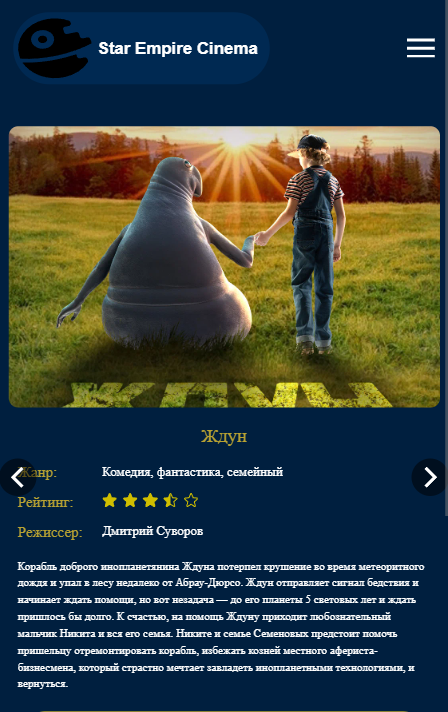 Star Empire Cinema
ЖДУН
Ждун
Жанр: Комедия, фантастика, семейный
Рейтинг:
Режиссер: Дмитрий Суворов
Корабль доброго инопланетянина Ждуна потерпел крушение во время метеоритного
дождя и упал в лесу недалеко от Абрау-Дюрсо. Ждун отправляет сигнал бедствия и
начинает ждать помощи, но вот незадача — до его планеты 5 световых лет и ждать
пришлось бы долго. К счастью, на помощь Ждуну приходит любознательный
мальчик Никита и вся его семья. Никите и семье Семеновых предстоит помочь
пришельцу отремонтировать корабль, избежать козней местного афериста-
бизнесмена, который страстно мечтает завладеть инопланетными технологиями, и
вернуться.